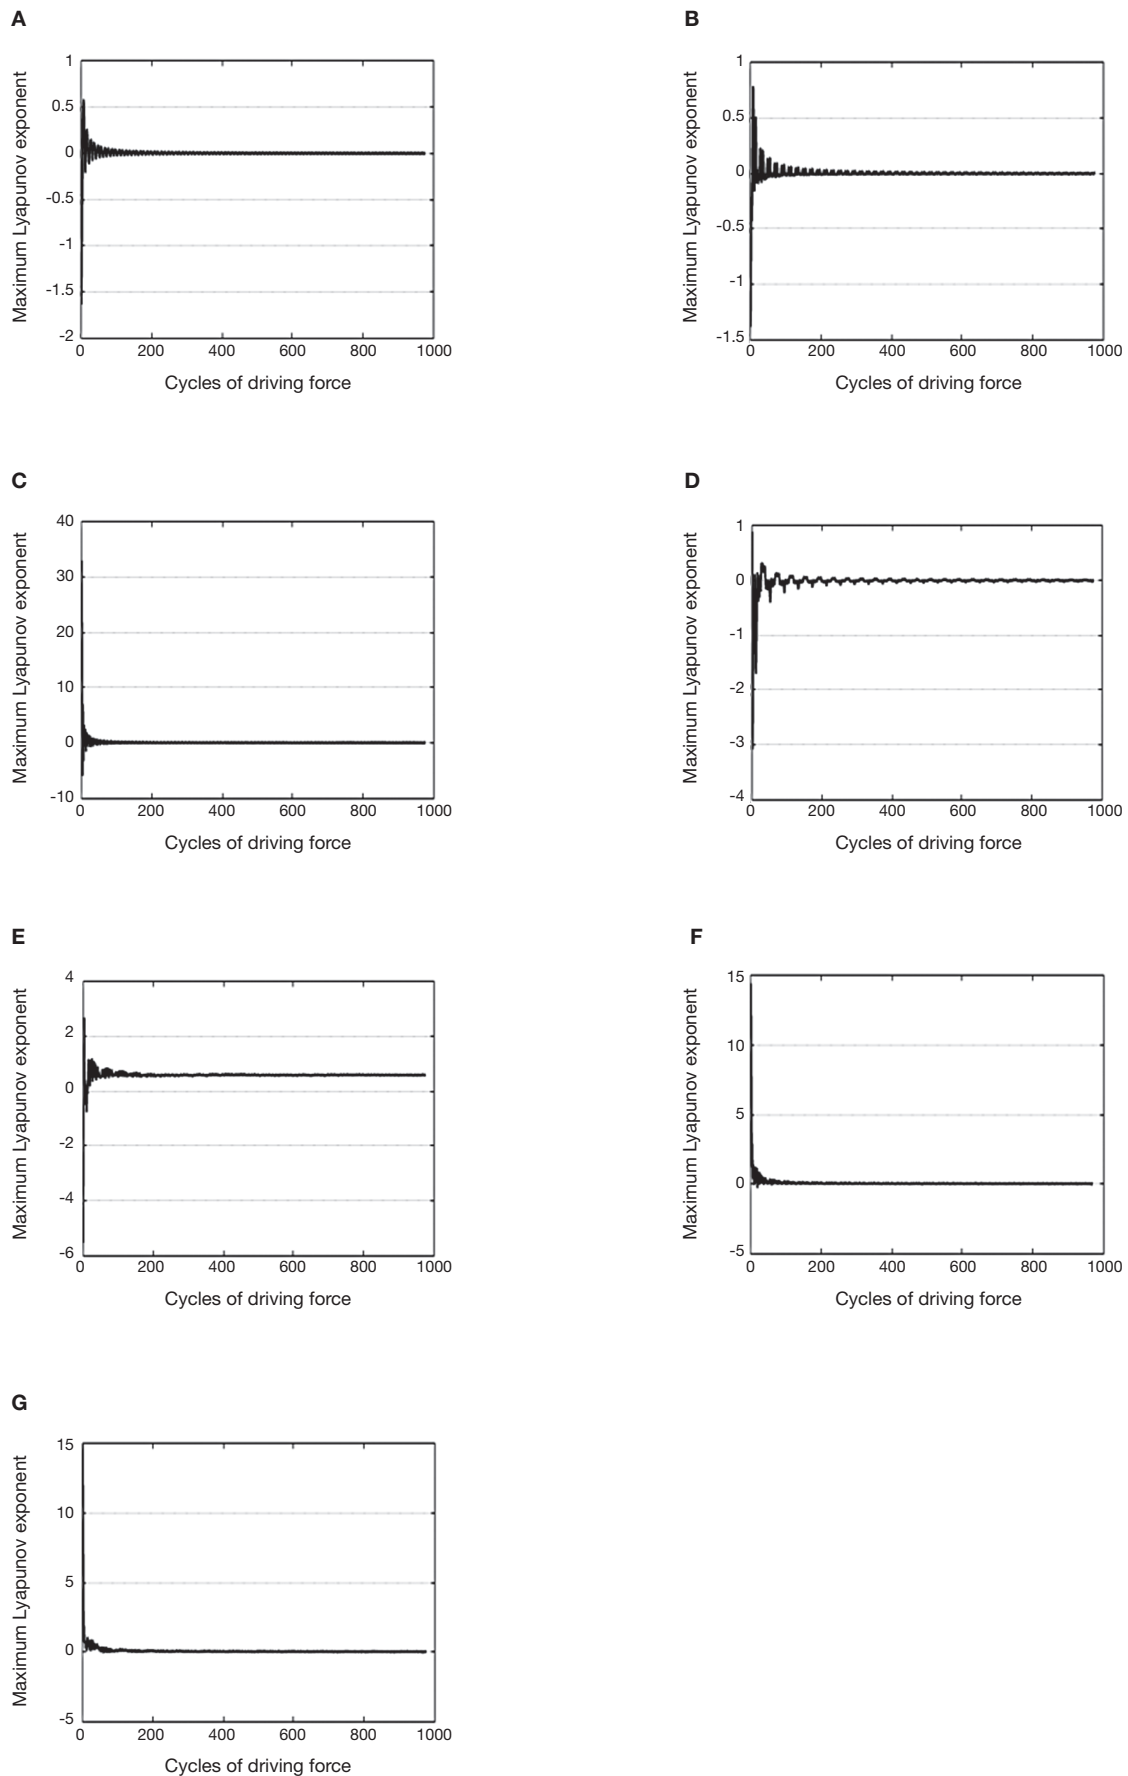 A
Maximum Lyapunov exponent
1
0.5
0
-0.5
-1
-1.5
-2
0 200 400 600 800 1000
Cycles of driving force
B
Maximum Lyapunov exponent
1
0.5
0
-0.5
-1
-1.5
0 200 400 600 800 1000
Cycles of driving force
C
Maximum Lyapunov exponent
40
30
20
10
0
-10
0 200 400 600 800 1000
Cycles of driving force
D
Maximum Lyapunov exponent
1
0
-1
-2
-3
-4
0 200 400 600 800 1000
Cycles of driving force
E
Maximum Lyapunov exponent
4
2
0
-2
-4
-6
0 200 400 600 800 1000
Cycles of driving force
F
Maximum Lyapunov exponent
15
10
5
0
-5
0 200 400 600 800 1000
Cycles of driving force
G
Maximum Lyapunov exponent
15
10
5
0
-5
0 200 400 600 800 1000
Cycles of driving force